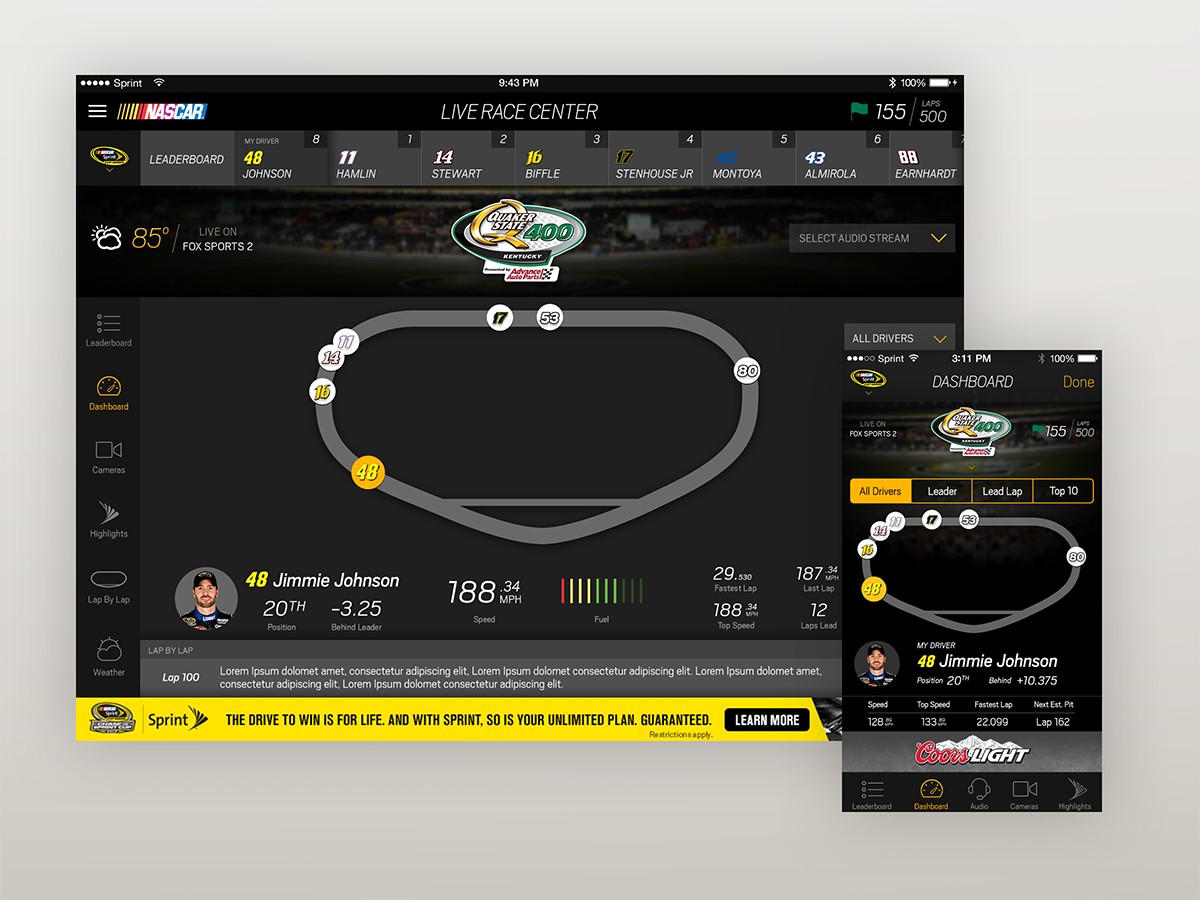 Sprint 9:43 PM 100%
NASCAR LIVE RACE CENTER 155 LAPS 500
NASCAR Sprint CUP SERIES
LEADERBOARD
MY DRIVER 8
48
JOHNSON
1
11
HAMLIN
2
14
STEWART
3
16
BIFFLE
4
17
STENHOUSE JR
5
42
MONTOYA
6
43
ALMIROLA
7
88
EARNHARDT
85°
LIVE ON
FOX SPORTS 2
QUAKER
STATE
400
KENTUCKY
Presented by Advance
Auto Parts
SELECT AUDIO STREAM
ALL DRIVERS
Leaderboard
Dashboard
Cameras
Highlights
Lap By Lap
Weather
17
53
11
14
16
80
48
48 Jimmie Johnson
20TH
Position
-3.25
Behind Leader
188.34 MPH
Speed
Fuel
29.530
Fastest Lap
187.34 MPH
Last Lap
188.34 MPH
Top Speed
12
Laps Lead
LAP BY LAP
Lap 100
Lorem Ipsum dolomet amet, consectetur adipiscing elit, Lorem Ipsum dolomet, consectetur adipiscing elit. Lorem Ipsum dolomet amet,
consectetur adipiscing elit, Lorem Ipsum dolomet, consectetur adipiscing elit.
Sprint
THE DRIVE TO WIN IS FOR LIFE. AND WITH SPRINT, SO IS YOUR UNLIMITED PLAN. GUARANTEED.
Restrictions apply.
LEARN MORE
Sprint 3:11 PM 100%
DASHBOARD Done
LIVE ON
FOX SPORTS 2
QUAKER
STATE
400
KENTUCKY
155 LAPS 500
All Drivers Leader Lead Lap Top 10
11
17
53
14
16
80
48
MY DRIVER
48 Jimmie Johnson
Position 20TH Behind +10.375
Speed Top Speed Fastest Lap Next Est. Pit
128.89 MPH 133.89 MPH 22.099 Lap 162
Coors LIGHT
Leaderboard Dashboard Audio Cameras Highlights